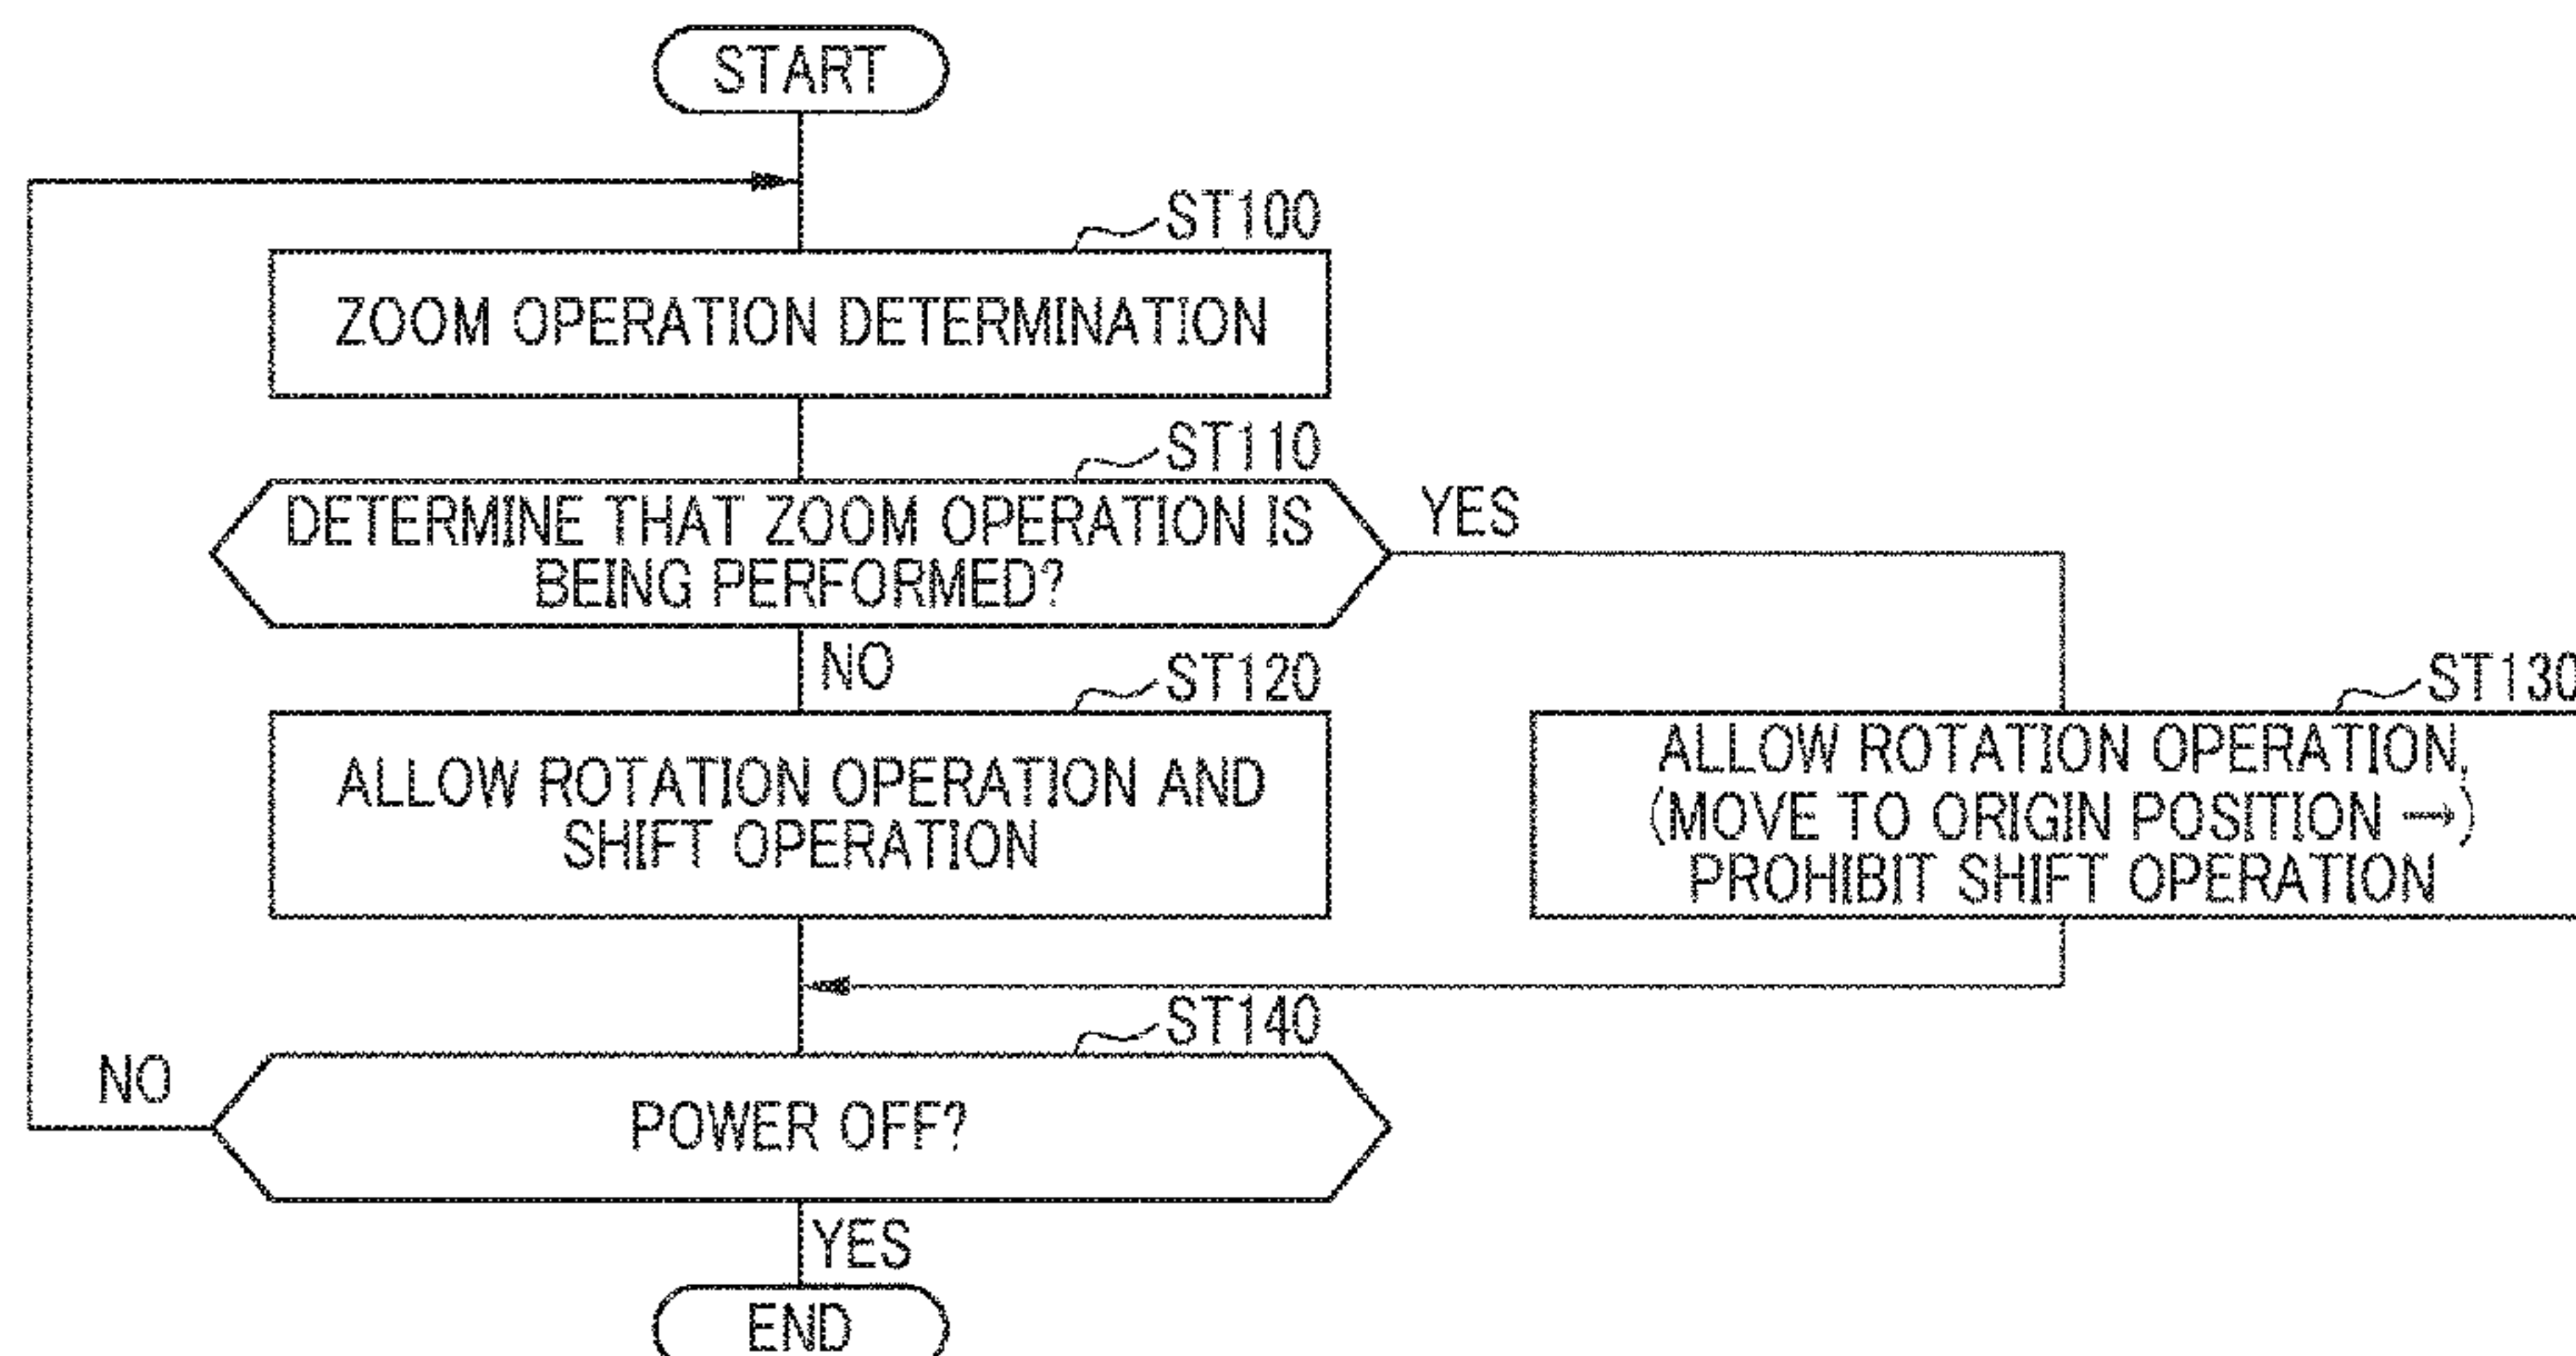 START
ST100
ZOOM OPERATION DETERMINATION
ST110
DETERMINE THAT ZOOM OPERATION IS
BEING PERFORMED?
YES
NO
ST120
ALLOW ROTATION OPERATION AND
SHIFT OPERATION
ST130
ALLOW ROTATION OPERATION,
(MOVE TO ORIGIN POSITION →)
PROHIBIT SHIFT OPERATION
ST140
NO
POWER OFF?
YES
END